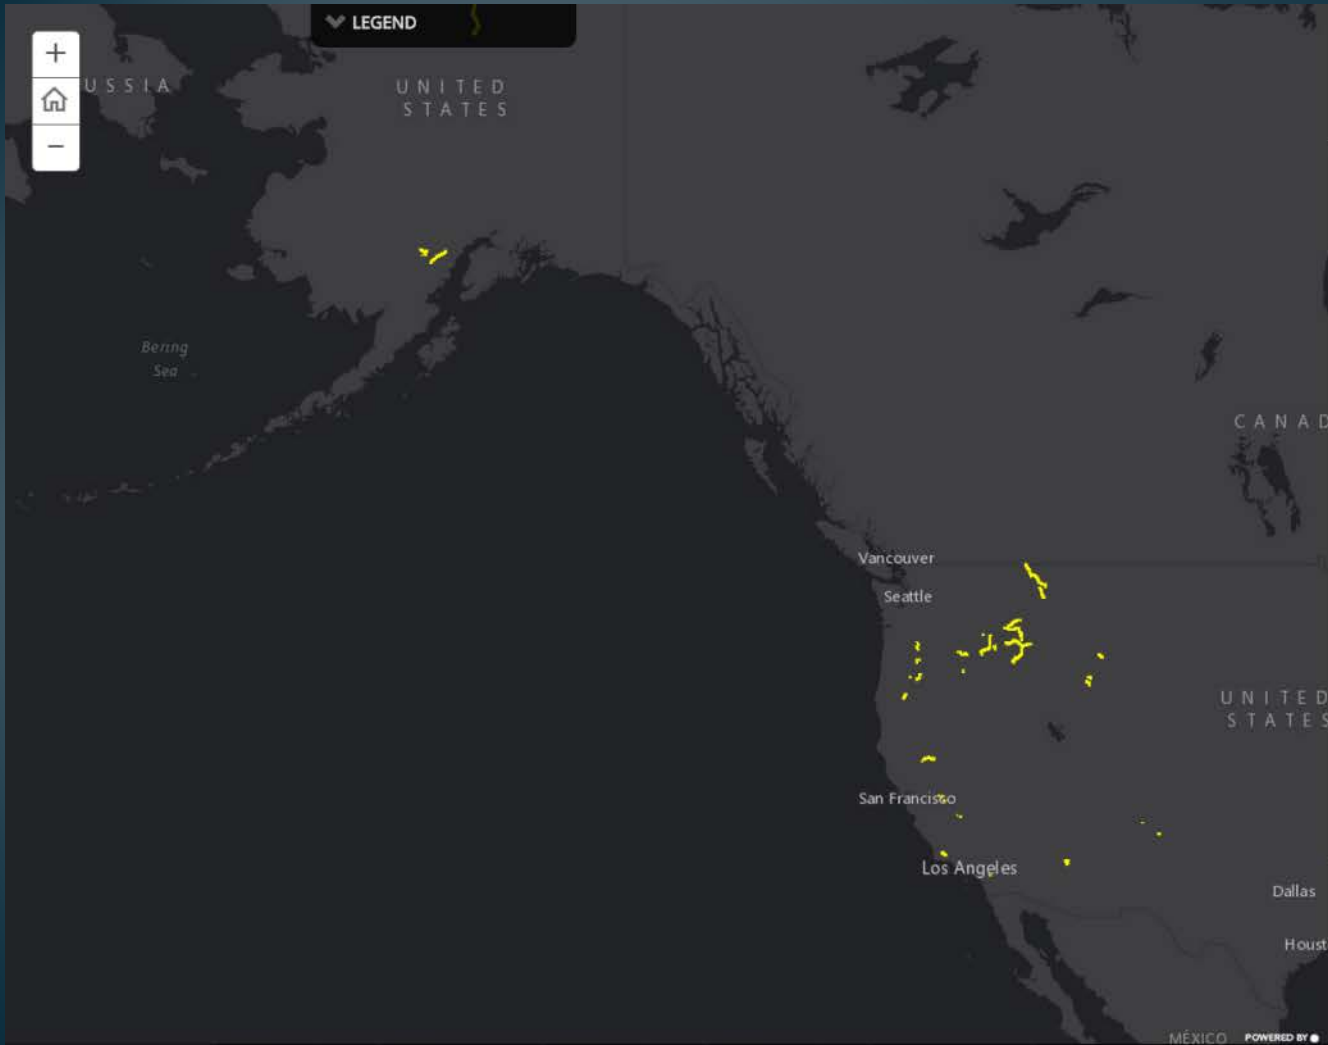 LEGEND
+
USSIA
UNITED
STATES
−
Bering
Sea
CANAD
Vancouver
Seattle
UNITED
STATES
San Francisco
Los Angeles
Dallas
Houst
MÉXICO
POWERED BY